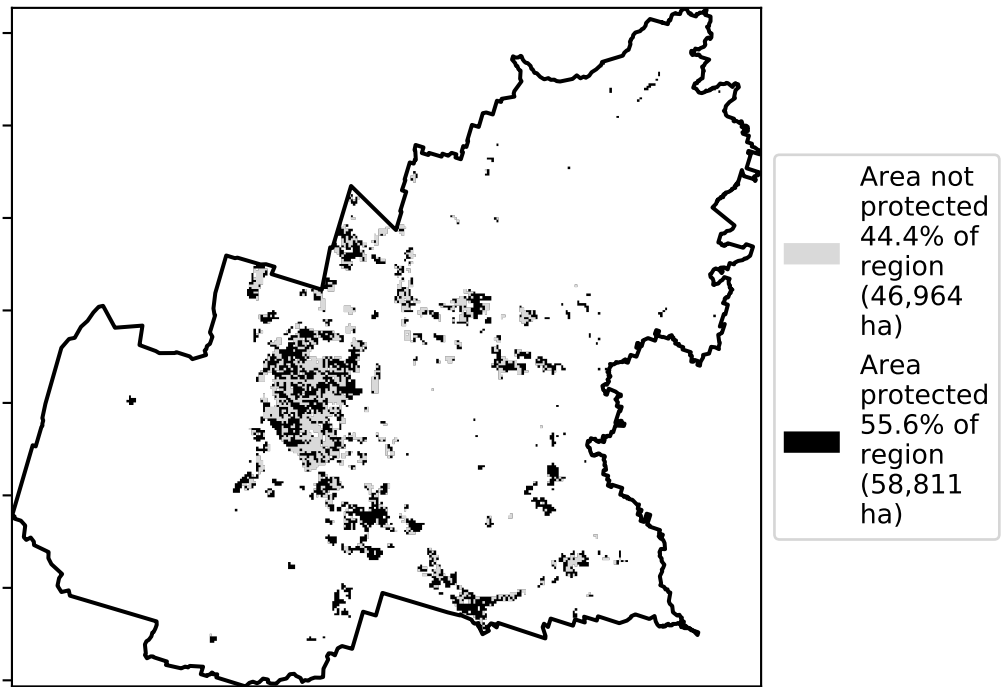 Area not
protected
44.4% of
region
(46,964
ha)
Area
protected
55.6% of
region
(58,811
ha)